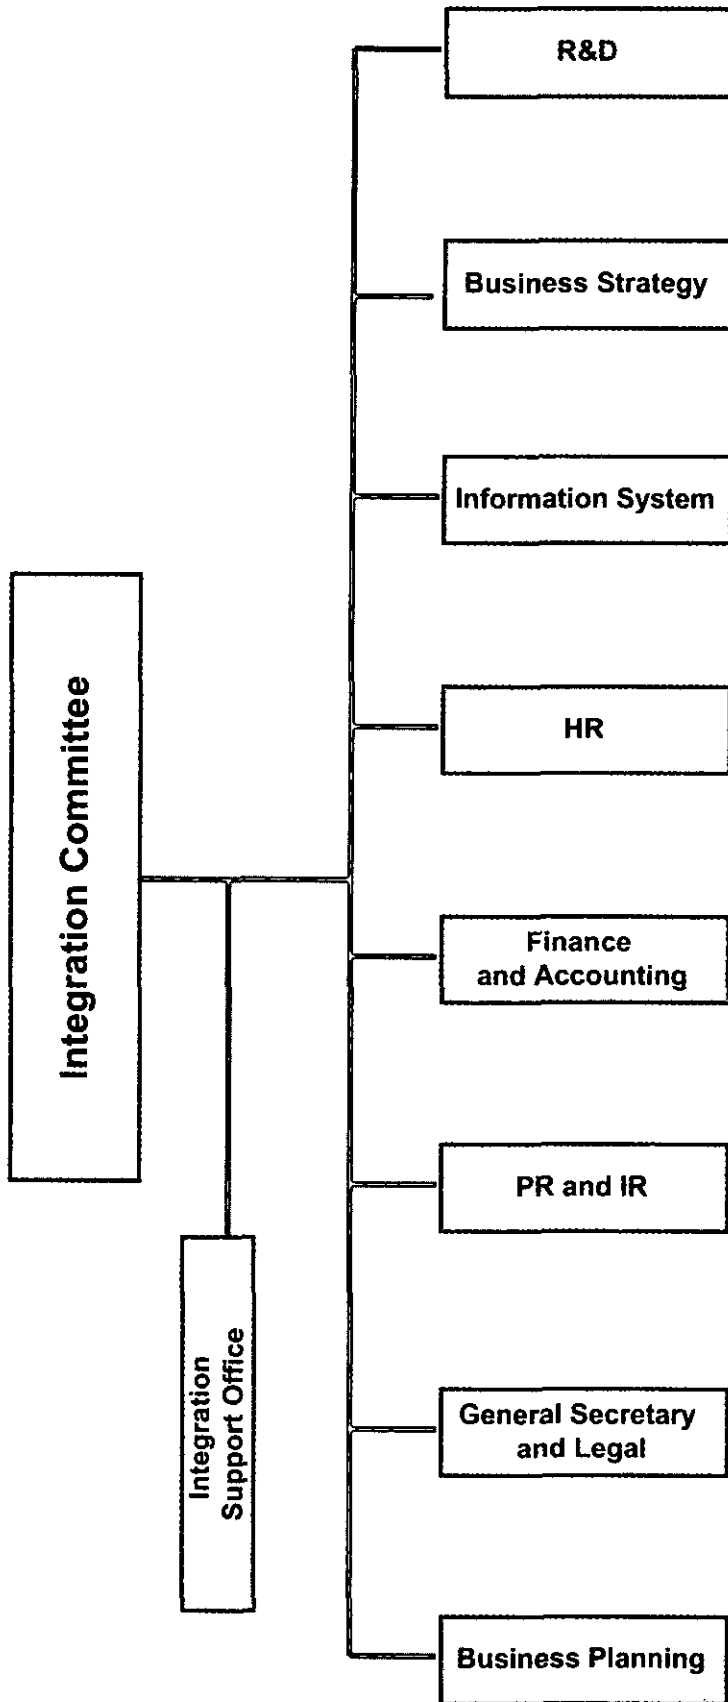 R&D
Business Strategy
Information System
HR
Integration Committee
Finance
and Accounting
PR and IR
Integration
Support Office
General Secretary
and Legal
Business Planning